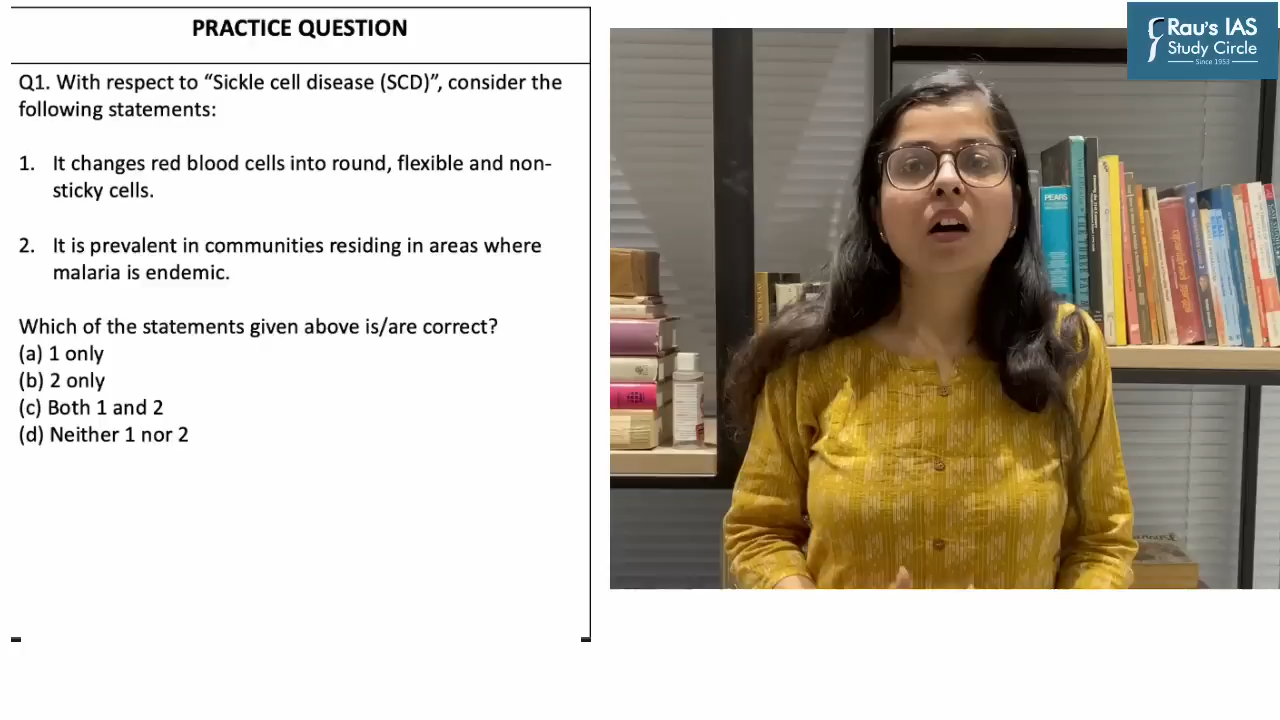 PRACTICE QUESTION
Q1. With respect to “Sickle cell disease (SCD)”, consider the
following statements:
1. It changes red blood cells into round, flexible and non-
sticky cells.
2. It is prevalent in communities residing in areas where
malaria is endemic.
Which of the statements given above is/are correct?
(a) 1 only
(b) 2 only
(c) Both 1 and 2
(d) Neither 1 nor 2
Rau's IAS
Study Circle
Since 1953
PEARS